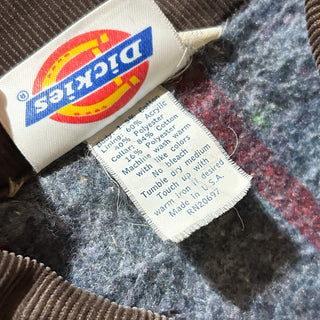 Dickies
®
Lining: 60% Acrylic
40% Polyester
Collar: 84% Cotton
16% Polyester
Machine wash warm
with like colors
No bleach
Tumble dry medium
Touch up with
warm iron if desired
Made in U.S.A.
RN20697